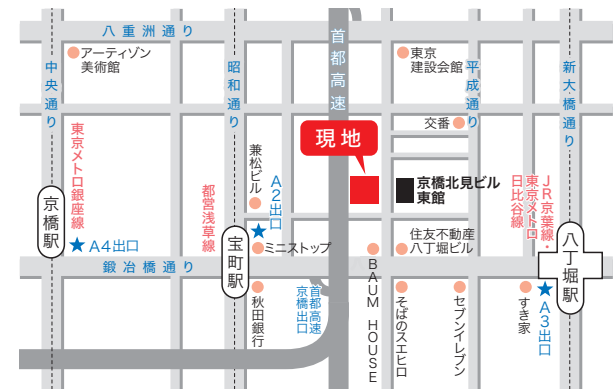 八重洲通り
アーティゾン
美術館
中央通り
昭和通り
首都高速
東京
建設会館
平成通り
新大橋通り
交番
現地
兼松ビル
A2出口
京橋北見ビル
東館
東京メトロ銀座線
都営浅草線
JR京葉線・
東京メトロ
日比谷線
京橋駅
A4出口
宝町駅
ミニストップ
住友不動産
八丁堀ビル
八丁堀駅
鍛冶橋通り
秋田銀行
首都高速
京橋出口
BAUM HOUSE
そばのスエヒロ
セブンイレブン
すき家
A3出口